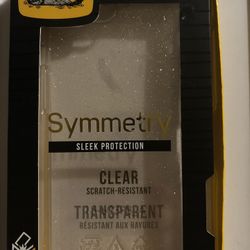 Symmetry
SLEEK PROTECTION
CLEAR
SCRATCH-RESISTANT
TRANSPARENT
RÉSISTANT AUX RAYURES